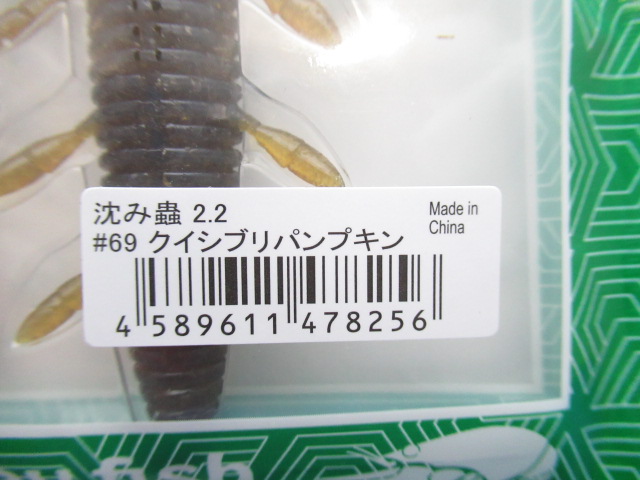 沈み蟲 2.2
#69 クイシブリパンプキン
Made in
China
4 589611 478256
fish